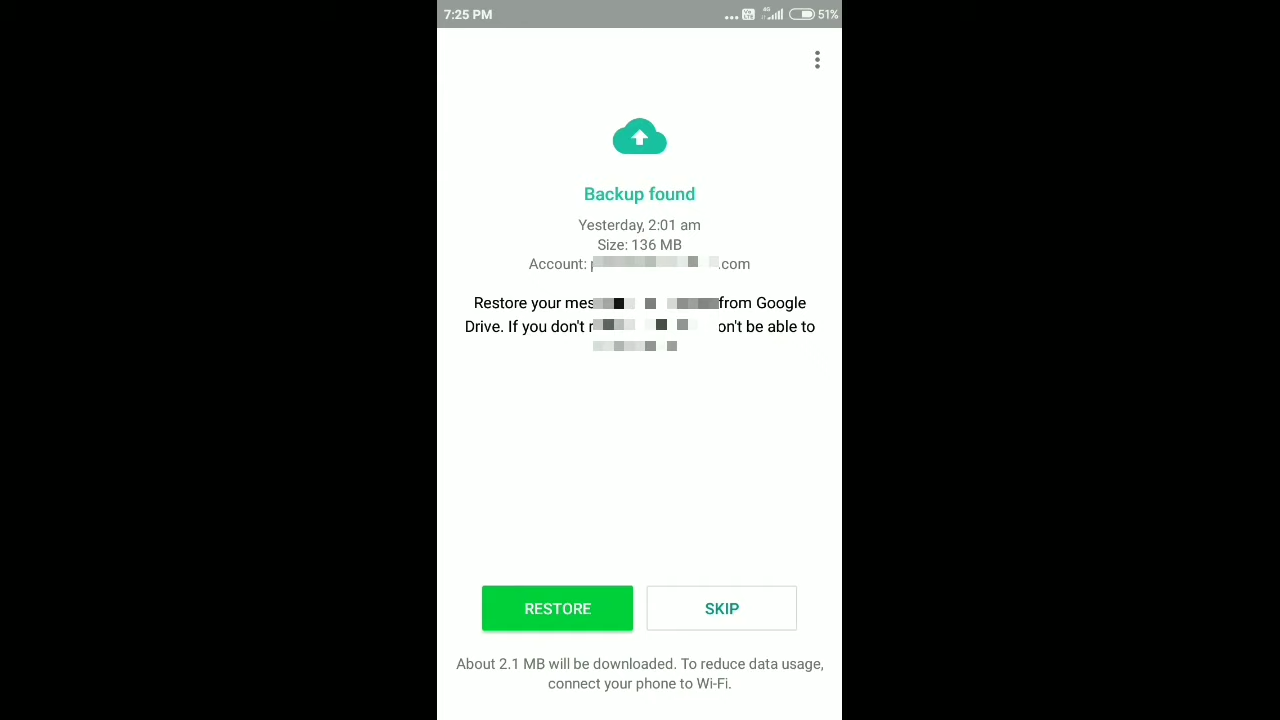 7:25 PM
4G
51%
Backup found
Yesterday, 2:01 am
Size: 136 MB
Account: .com
Restore your from Google
Drive. If you don't be able to
RESTORE
SKIP
About 2.1 MB will be downloaded. To reduce data usage,
connect your phone to Wi-Fi.